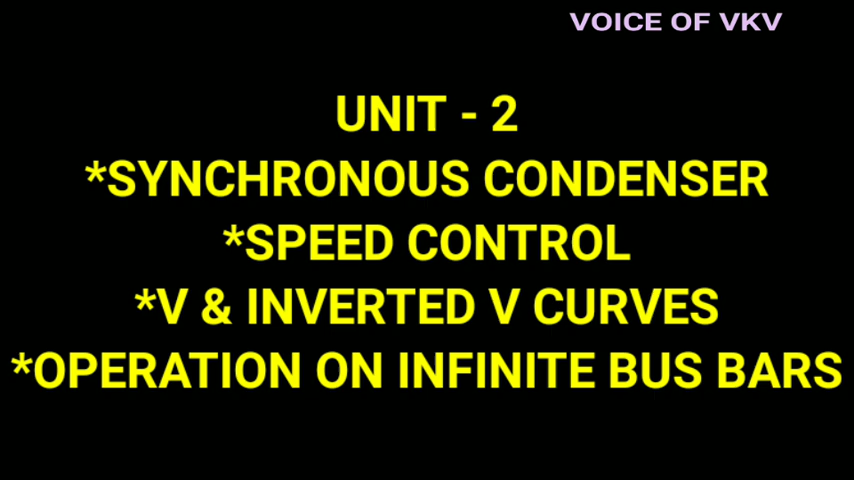 VOICE OF VKV
UNIT - 2
*SYNCHRONOUS CONDENSER
*SPEED CONTROL
*V & INVERTED V CURVES
*OPERATION ON INFINITE BUS BARS